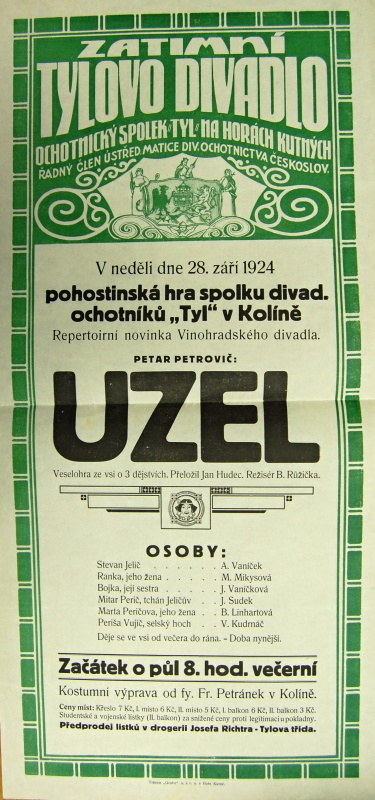 ZATIMNÍ
TYLOVO DIVADLO
OCHOTNICKÝ SPOLEK „TYL“ NA HORÁCH KUTNÝCH
ŘÁDNÝ ČLEN ÚSTŘED. MATICE DIV. OCHOTNICTVA ČESKOSLOV.
V neděli dne 28. září 1924
pohostinská hra spolku divad.
ochotníků „Tyl“ v Kolíně
Repertoirní novinka Vinohradského divadla.
PETAR PETROVIČ:
UZEL
Veselohra ze vsi o 3 dějstvích. Přeložil Jan Hudec. Režisér B. Růžička.
OSOBY:
Stevan Jelič . . . . . . A. Vaníček
Ranka, jeho žena . . . . . M. Mikysová
Bojka, její sestra . . . . . J. Vaníčková
Mitar Perič, tchán Jeličův . . J. Sudek
Marta Peričova, jeho žena . . B. Linhartová
Periša Vujič, selský hoch . . V. Kudmáč
Děje se ve vsi od večera do rána. - Doba nynější.
Začátek o půl 8. hod. večerní
Kostumní výprava od fy. Fr. Petránek v Kolíně.
Ceny míst: Křeslo 7 Kč, I. místo 6 Kč, II. místo 5 Kč, I. balkon 6 Kč, II. balkon 3 Kč.
Studentské a vojenské lístky (II. balkon) za snížené ceny proti legitimaci u pokladny.
Předprodej lístků v drogerii Josefa Richtra - Tylova třída.